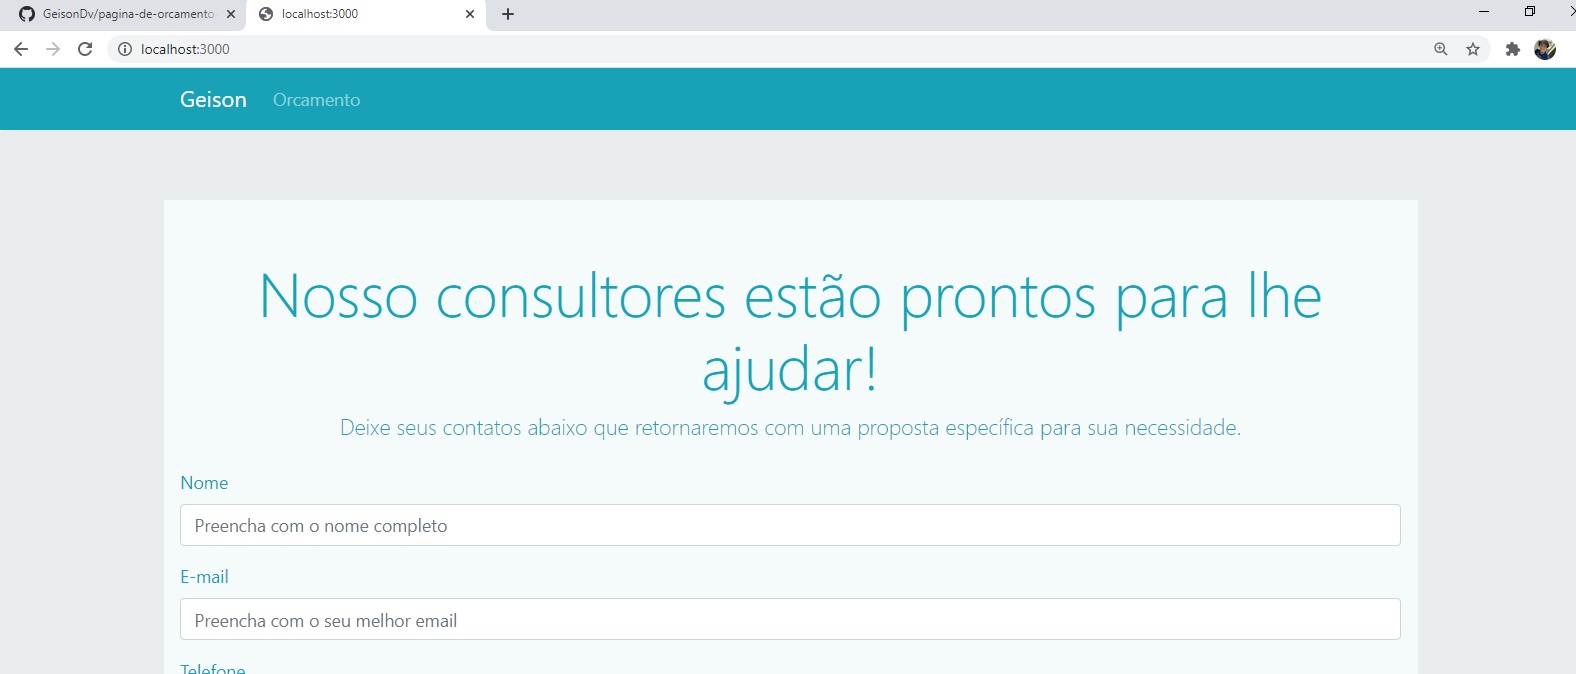 GeisonDv/pagina-de-orcamento-
localhost:3000
localhost:3000
Geison Orcamento
Nosso consultores estão prontos para lhe
ajudar!
Deixe seus contatos abaixo que retornaremos com uma proposta específica para sua necessidade.
Nome
Preencha com o nome completo
E-mail
Preencha com o seu melhor email
Telefone